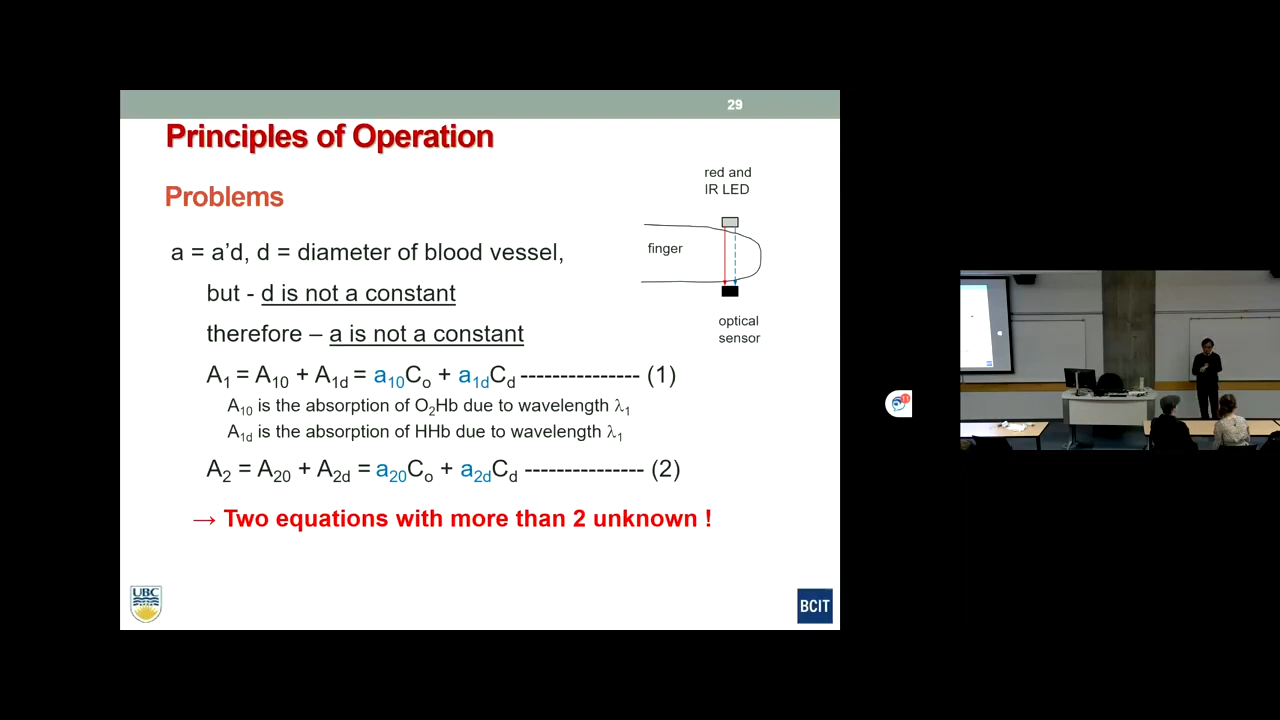 29
Principles of Operation
Problems
red and
IR LED
finger
optical
sensor
a = a’d, d = diameter of blood vessel,
but - d is not a constant
therefore – a is not a constant
A₁ = A₁₀ + A₁d = a₁₀Cₒ + a₁dCd --------------- (1)
A₁₀ is the absorption of O₂Hb due to wavelength λ₁
A₁d is the absorption of HHb due to wavelength λ₁
A₂ = A₂₀ + A₂d = a₂₀Cₒ + a₂dCd --------------- (2)
→ Two equations with more than 2 unknown !
UBC
BCIT